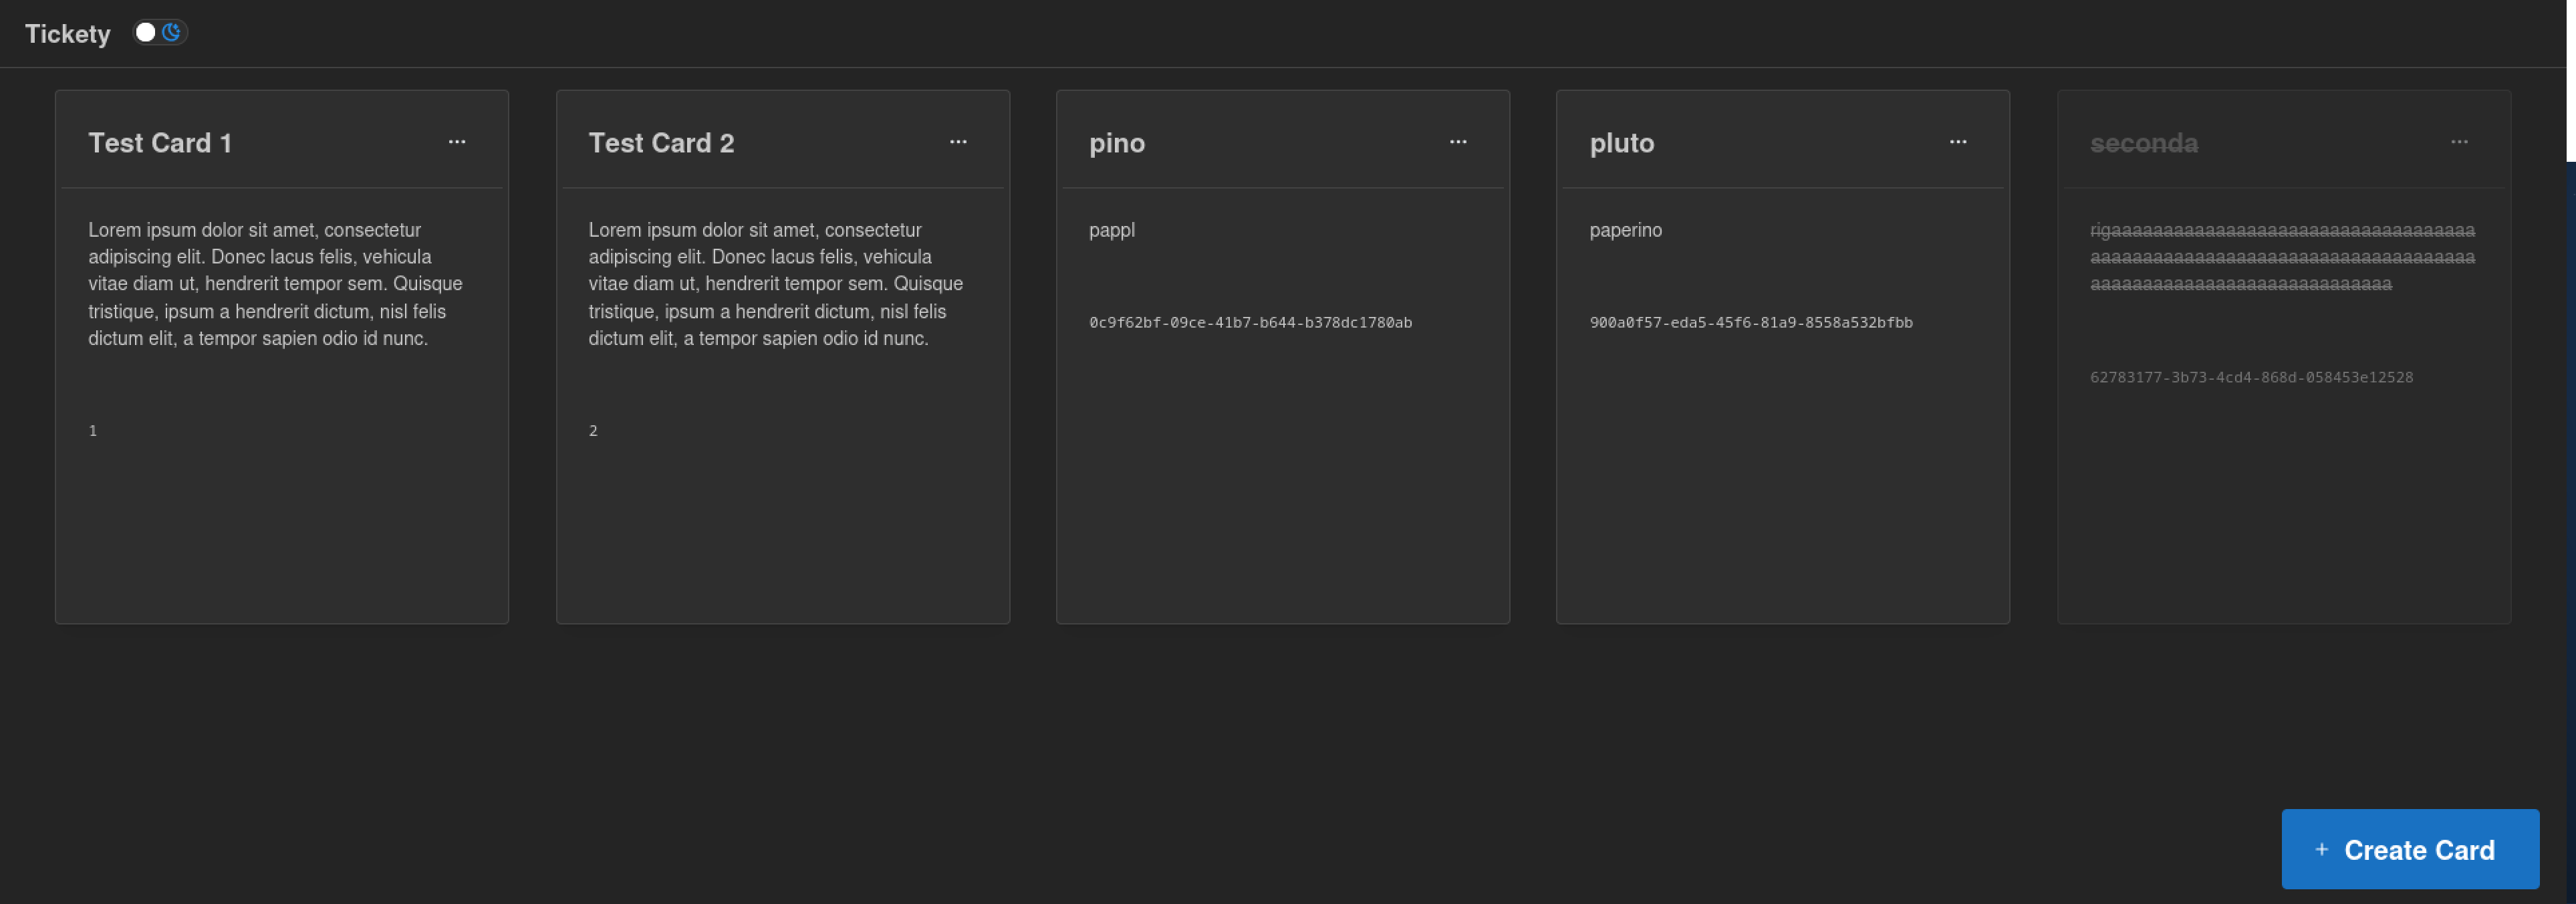 Tickety
Test Card 1
Lorem ipsum dolor sit amet, consectetur
adipiscing elit. Donec lacus felis, vehicula
vitae diam ut, hendrerit tempor sem. Quisque
tristique, ipsum a hendrerit dictum, nisl felis
dictum elit, a tempor sapien odio id nunc.
1
Test Card 2
Lorem ipsum dolor sit amet, consectetur
adipiscing elit. Donec lacus felis, vehicula
vitae diam ut, hendrerit tempor sem. Quisque
tristique, ipsum a hendrerit dictum, nisl felis
dictum elit, a tempor sapien odio id nunc.
2
pino
pappl
0c9f62bf-09ce-41b7-b644-b378dc1780ab
pluto
paperino
900a0f57-eda5-45f6-81a9-8558a532bfbb
seconda
rigaaaaaaaaaaaaaaaaaaaaaaaaaaaaaaaaaaa
aaaaaaaaaaaaaaaaaaaaaaaaaaaaaaaaaaaaa
aaaaaaaaaaaaaaaaaaaaaaaaaaaaa
62783177-3b73-4cd4-868d-058453e12528
+ Create Card